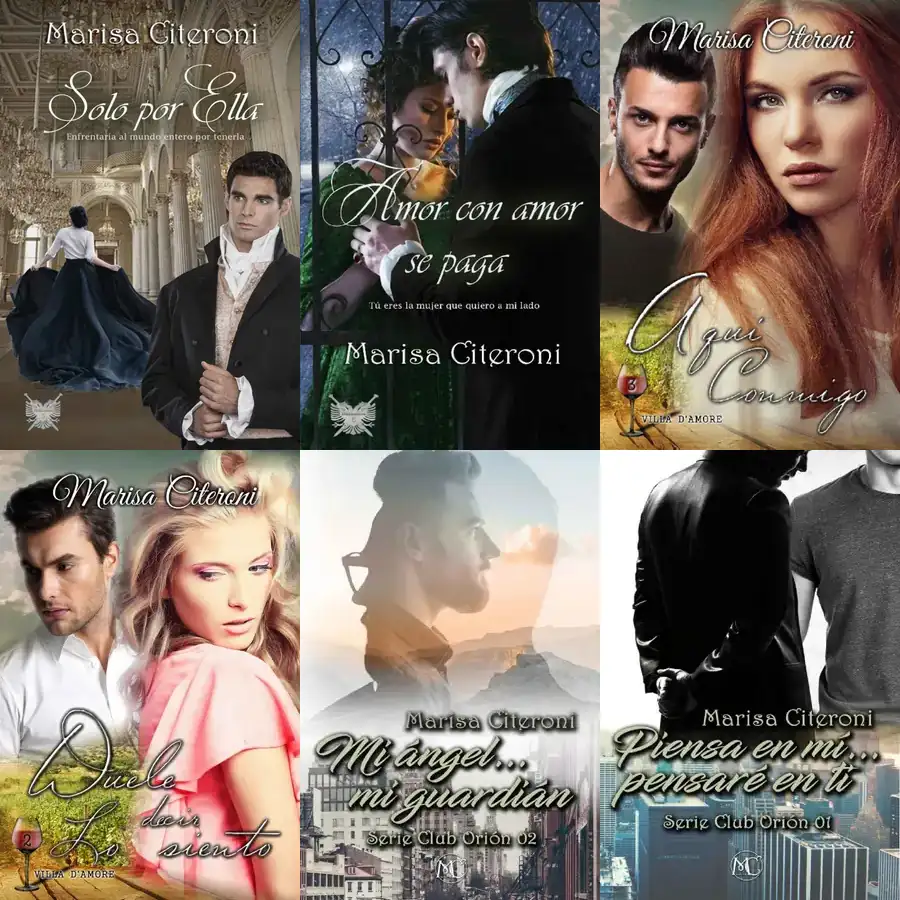 Marisa Citeroni
Solo por Ella
Enfrentaría al mundo entero por tenerla
Amor con amor
se paga
Tú eres la mujer que quiero a mi lado
Marisa Citeroni
Marisa Citeroni
Aquí
Conmigo
3
VILLA D'AMORE
Marisa Citeroni
Duele
decir
Lo siento
2
VILLA D'AMORE
Marisa Citeroni
Mi ángel...
mi guardián
Serie Club Orión 02
MC
Marisa Citeroni
Piensa en mí...
pensaré en ti
Serie Club Orión 01
MC